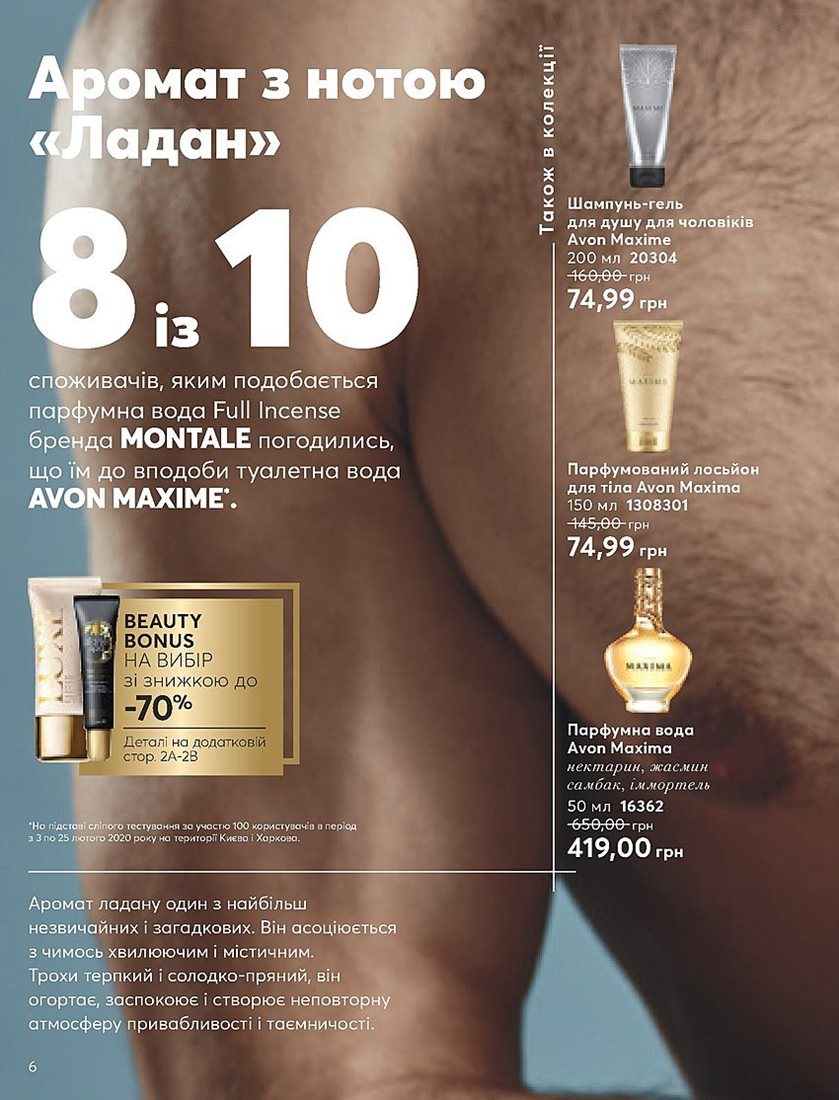 Аромат з нотою
«Ладан»
8 із 10
споживачів, яким подобається
парфумна вода Full Incense
бренда MONTALE погодились,
що їм до вподоби туалетна вода
AVON MAXIME*.
LUXE
BEAUTY
BONUS
НА ВИБІР
зі знижкою до
-70%
Деталі на додатковій
стор. 2А-2В
*На підставі сліпого тестування за участю 100 користувачів в період
з 3 по 25 лютого 2020 року на території Києва і Харкова.
Аромат ладану один з найбільш
незвичайних і загадкових. Він асоціюється
з чимось хвилюючим і містичним.
Трохи терпкий і солодко-пряний, він
огортає, заспокоює і створює неповторну
атмосферу привабливості і таємничості.
6
Також в колекції
MAXIME
Шампунь-гель
для душу для чоловіків
Avon Maxime
200 мл 20304
160,00 грн
74,99 грн
MAXIMA
Парфумований лосьйон
для тіла Avon Maxima
150 мл 1308301
145,00 грн
74,99 грн
MAXIMA
Парфумна вода
Avon Maxima
нектарин, жасмин
самбак, іммортель
50 мл 16362
650,00 грн
419,00 грн